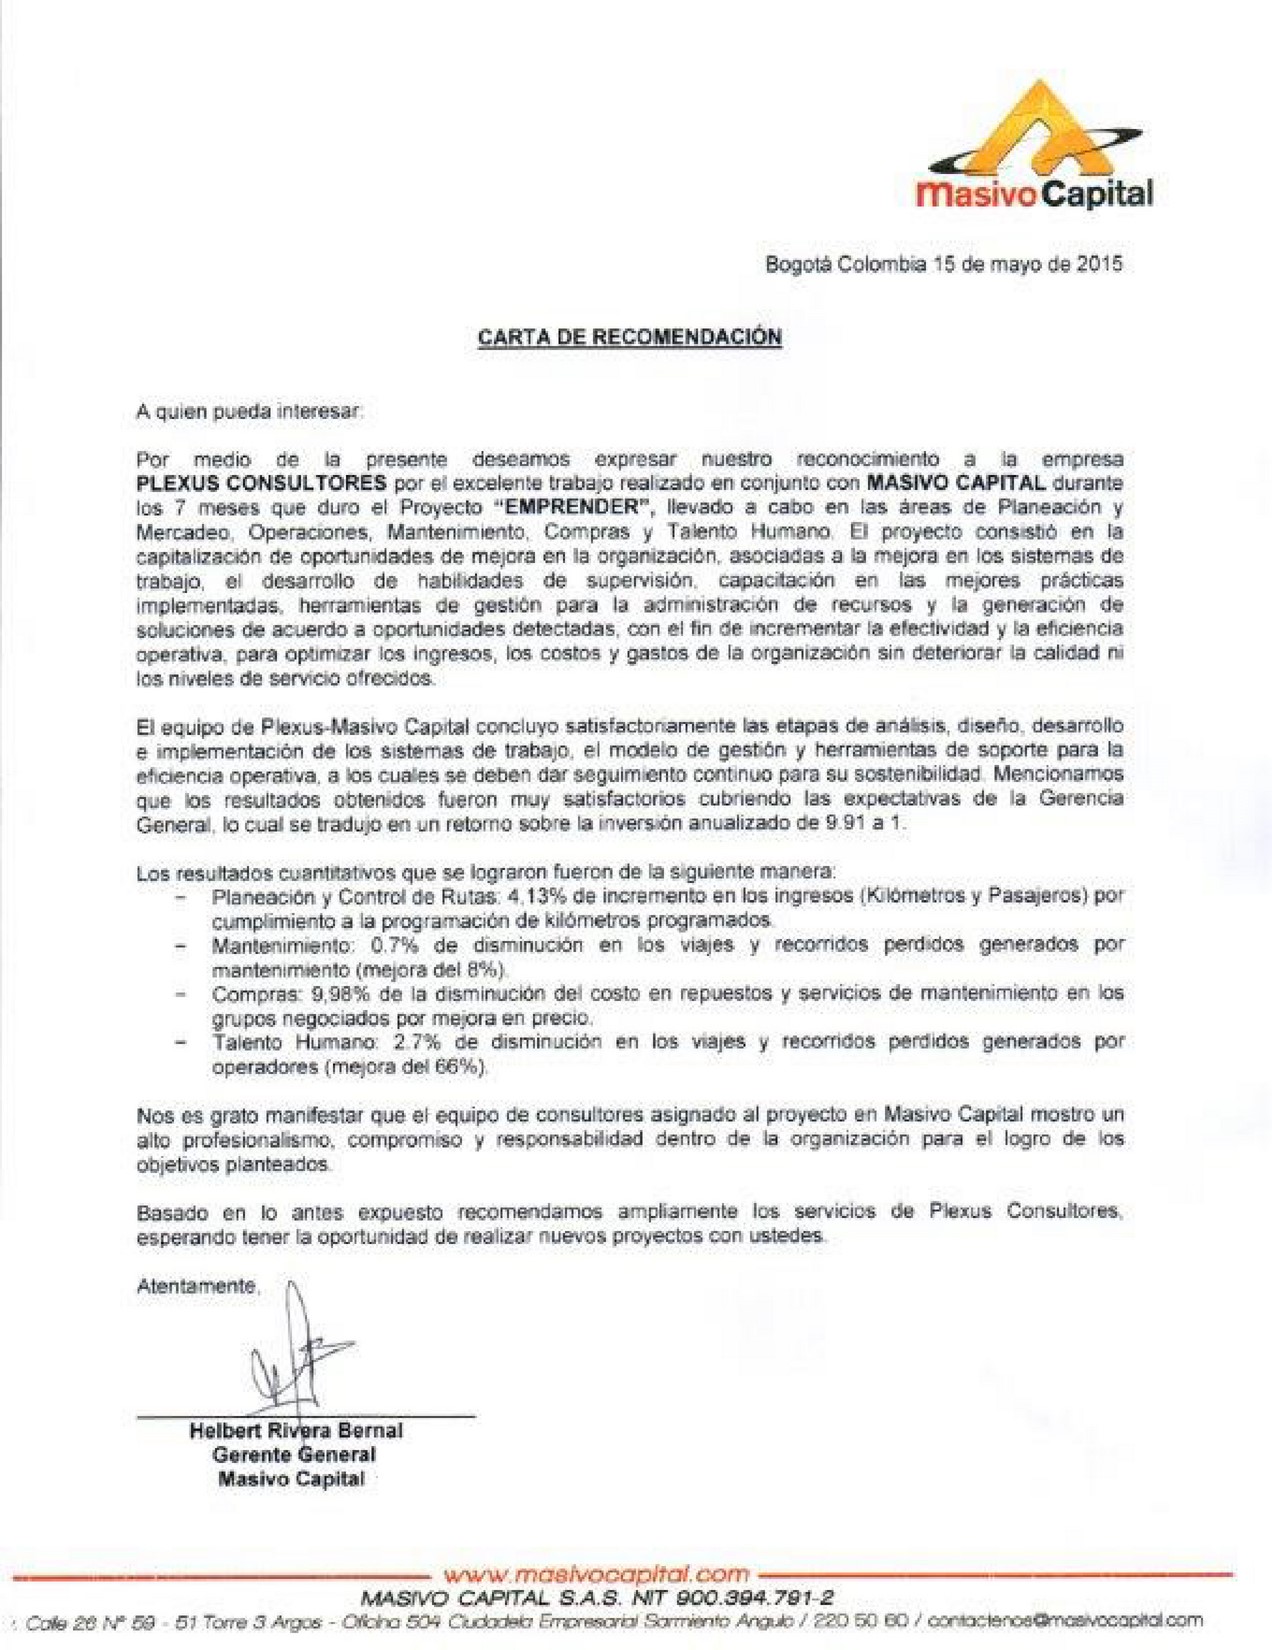 Masivo Capital
Bogotá Colombia 15 de mayo de 2015
CARTA DE RECOMENDACIÓN
A quien pueda interesar:
Por medio de la presente deseamos expresar nuestro reconocimiento a la empresa
PLEXUS CONSULTORES por el excelente trabajo realizado en conjunto con MASIVO CAPITAL durante
los 7 meses que duro el Proyecto "EMPRENDER", llevado a cabo en las áreas de Planeación y
Mercadeo, Operaciones, Mantenimiento, Compras y Talento Humano. El proyecto consistió en la
capitalización de oportunidades de mejora en la organización, asociadas a la mejora en los sistemas de
trabajo, el desarrollo de habilidades de supervisión, capacitación en las mejores prácticas
implementadas, herramientas de gestión para la administración de recursos y la generación de
soluciones de acuerdo a oportunidades detectadas, con el fin de incrementar la efectividad y la eficiencia
operativa, para optimizar los ingresos, los costos y gastos de la organización sin deteriorar la calidad ni
los niveles de servicio ofrecidos.
El equipo de Plexus-Masivo Capital concluyo satisfactoriamente las etapas de análisis, diseño, desarrollo
e implementación de los sistemas de trabajo, el modelo de gestión y herramientas de soporte para la
eficiencia operativa, a los cuales se deben dar seguimiento continuo para su sostenibilidad. Mencionamos
que los resultados obtenidos fueron muy satisfactorios cubriendo las expectativas de la Gerencia
General, lo cual se tradujo en un retorno sobre la inversión anualizado de 9.91 a 1.
Los resultados cuantitativos que se lograron fueron de la siguiente manera:
– Planeación y Control de Rutas: 4,13% de incremento en los ingresos (Kilómetros y Pasajeros) por
cumplimiento a la programación de kilómetros programados.
– Mantenimiento: 0.7% de disminución en los viajes y recorridos perdidos generados por
mantenimiento (mejora del 8%).
– Compras: 9,98% de la disminución del costo en repuestos y servicios de mantenimiento en los
grupos negociados por mejora en precio.
– Talento Humano: 2.7% de disminución en los viajes y recorridos perdidos generados por
operadores (mejora del 66%).
Nos es grato manifestar que el equipo de consultores asignado al proyecto en Masivo Capital mostro un
alto profesionalismo, compromiso y responsabilidad dentro de la organización para el logro de los
objetivos planteados.
Basado en lo antes expuesto recomendamos ampliamente los servicios de Plexus Consultores,
esperando tener la oportunidad de realizar nuevos proyectos con ustedes.
Atentamente,
Helbert Rivera Bernal
Gerente General
Masivo Capital
www.masivocapital.com
MASIVO CAPITAL S.A.S. NIT 900.394.791-2
Calle 26 N° 59 - 51 Torre 3 Argos - Oficina 504 Ciudadela Empresarial Sarmiento Angulo / 220 50 60 / contactenos@masivocapital.com